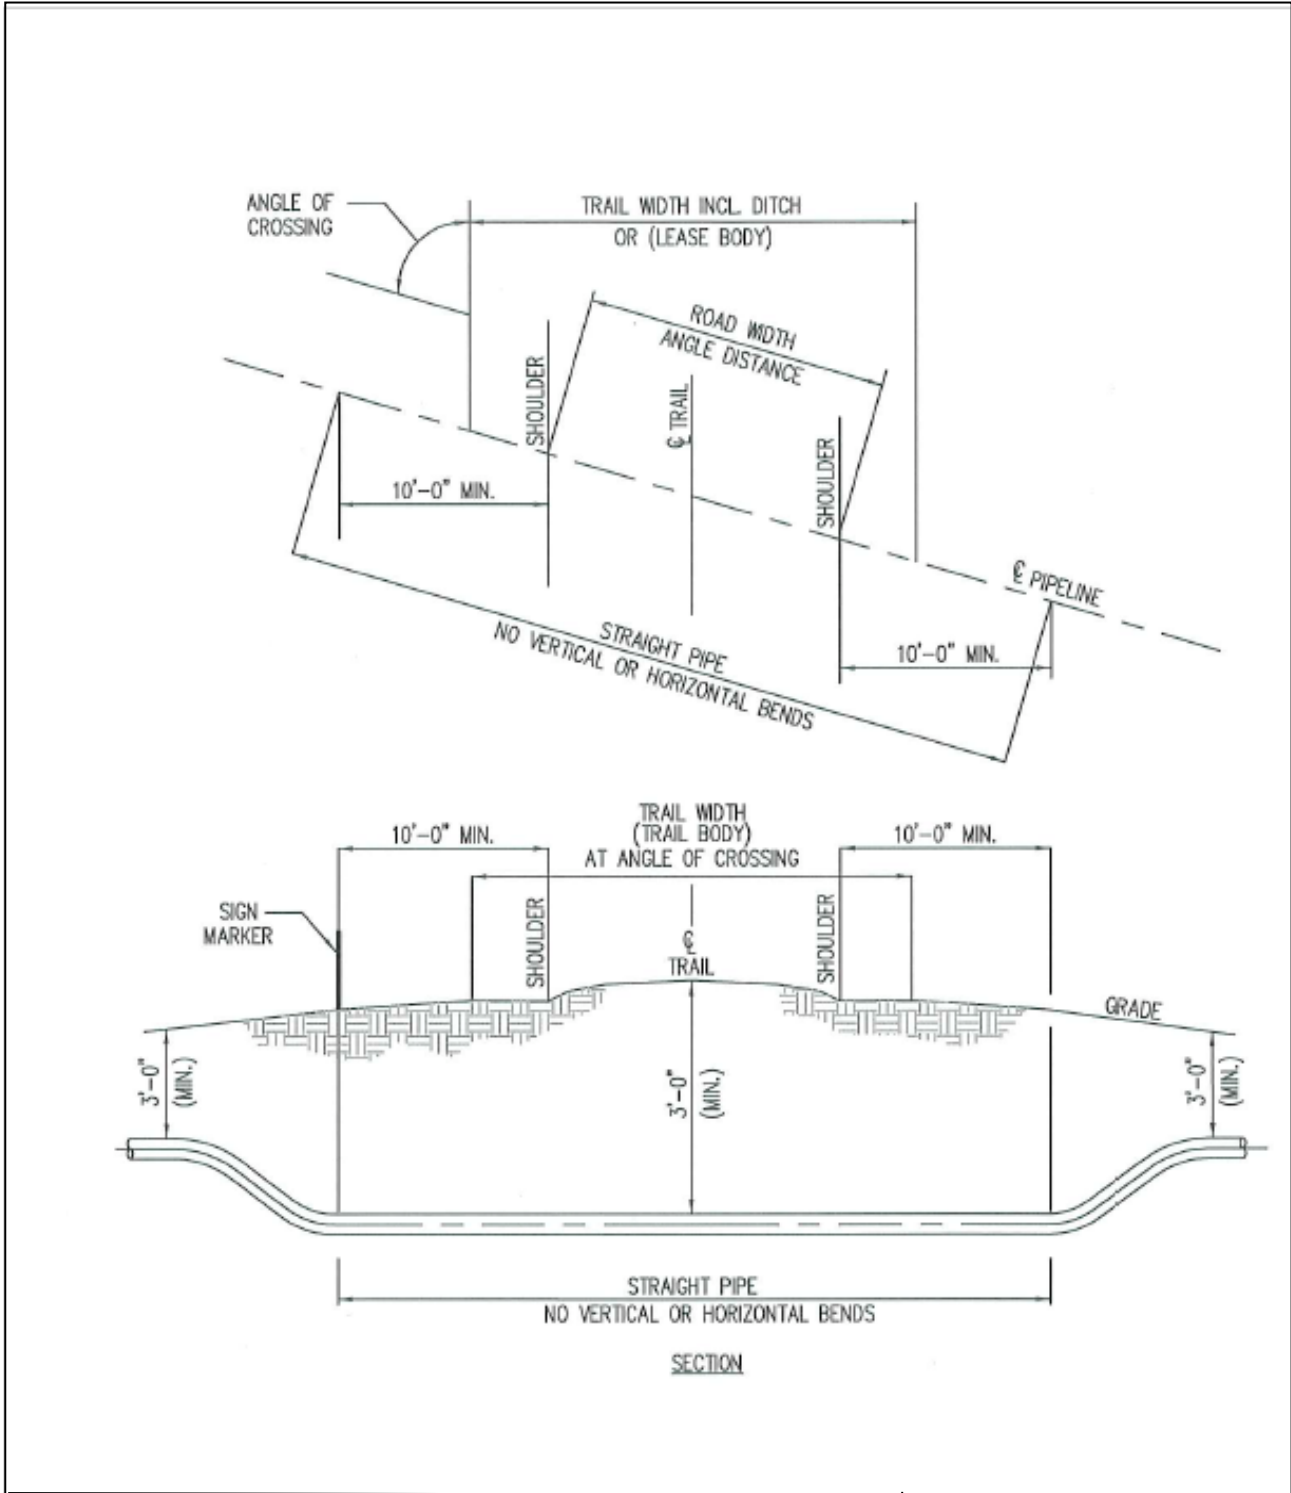 ANGLE OF
CROSSING
TRAIL WIDTH INCL. DITCH
OR (LEASE BODY)
ROAD WIDTH
ANGLE DISTANCE
SHOULDER
℄ TRAIL
SHOULDER
10'-0" MIN.
℄ PIPELINE
STRAIGHT PIPE
NO VERTICAL OR HORIZONTAL BENDS
10'-0" MIN.
TRAIL WIDTH
(TRAIL BODY)
AT ANGLE OF CROSSING
10'-0" MIN.
10'-0" MIN.
SIGN
MARKER
SHOULDER
℄
TRAIL
SHOULDER
GRADE
3'-0"
(MIN.)
3'-0"
(MIN.)
3'-0"
(MIN.)
STRAIGHT PIPE
NO VERTICAL OR HORIZONTAL BENDS
SECTION